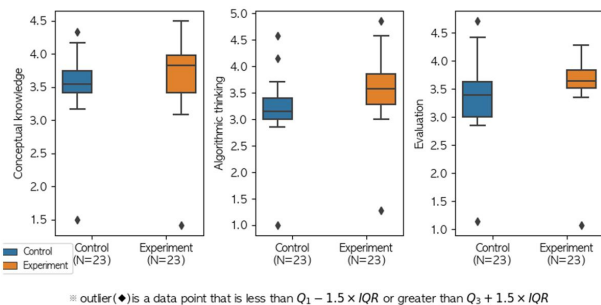 Conceptual knowledge
4.5
4.0
3.5
3.0
2.5
2.0
1.5
Control
(N=23)
Experiment
(N=23)
Algorithmic thinking
5.0
4.5
4.0
3.5
3.0
2.5
2.0
1.5
1.0
Control
(N=23)
Experiment
(N=23)
Evaluation
4.5
4.0
3.5
3.0
2.5
2.0
1.5
1.0
Control
(N=23)
Experiment
(N=23)
Control
Experiment
※ outlier(◆)is a data point that is less than Q₁ − 1.5 × IQR or greater than Q₃ + 1.5 × IQR